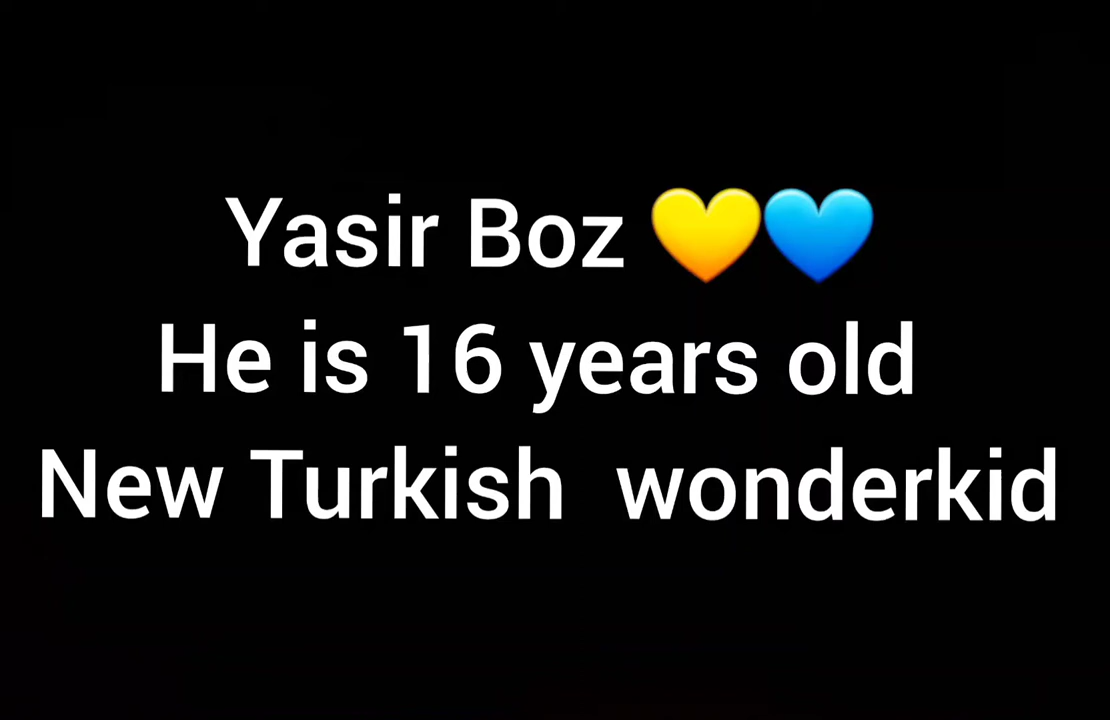 Yasir Boz 💛💙
He is 16 years old
New Turkish wonderkid